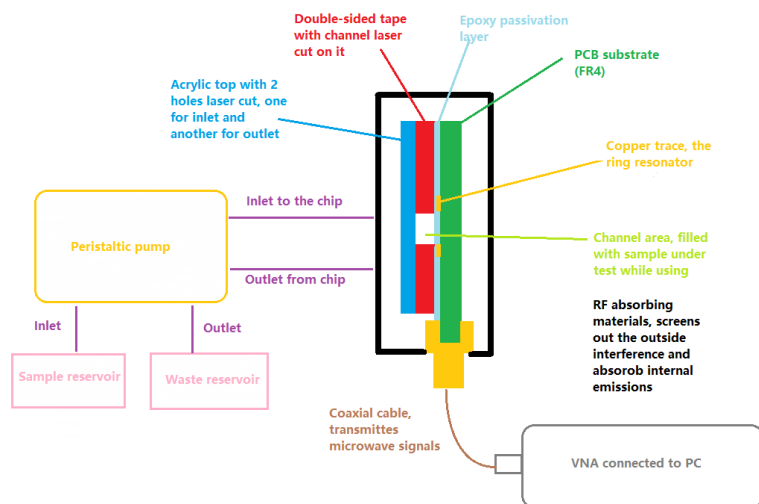 Double-sided tape
with channel laser
cut on it
Epoxy passivation
layer
PCB substrate
(FR4)
Acrylic top with 2
holes laser cut, one
for inlet and
another for outlet
Copper trace, the
ring resonator
Inlet to the chip
Peristaltic pump
Channel area, filled
with sample under
test while using
Outlet from chip
RF absorbing
materials, screens
out the outside
interference and
absorob internal
emissions
Inlet
Outlet
Sample reservoir
Waste reservoir
Coaxial cable,
transmittes
microwave signals
VNA connected to PC